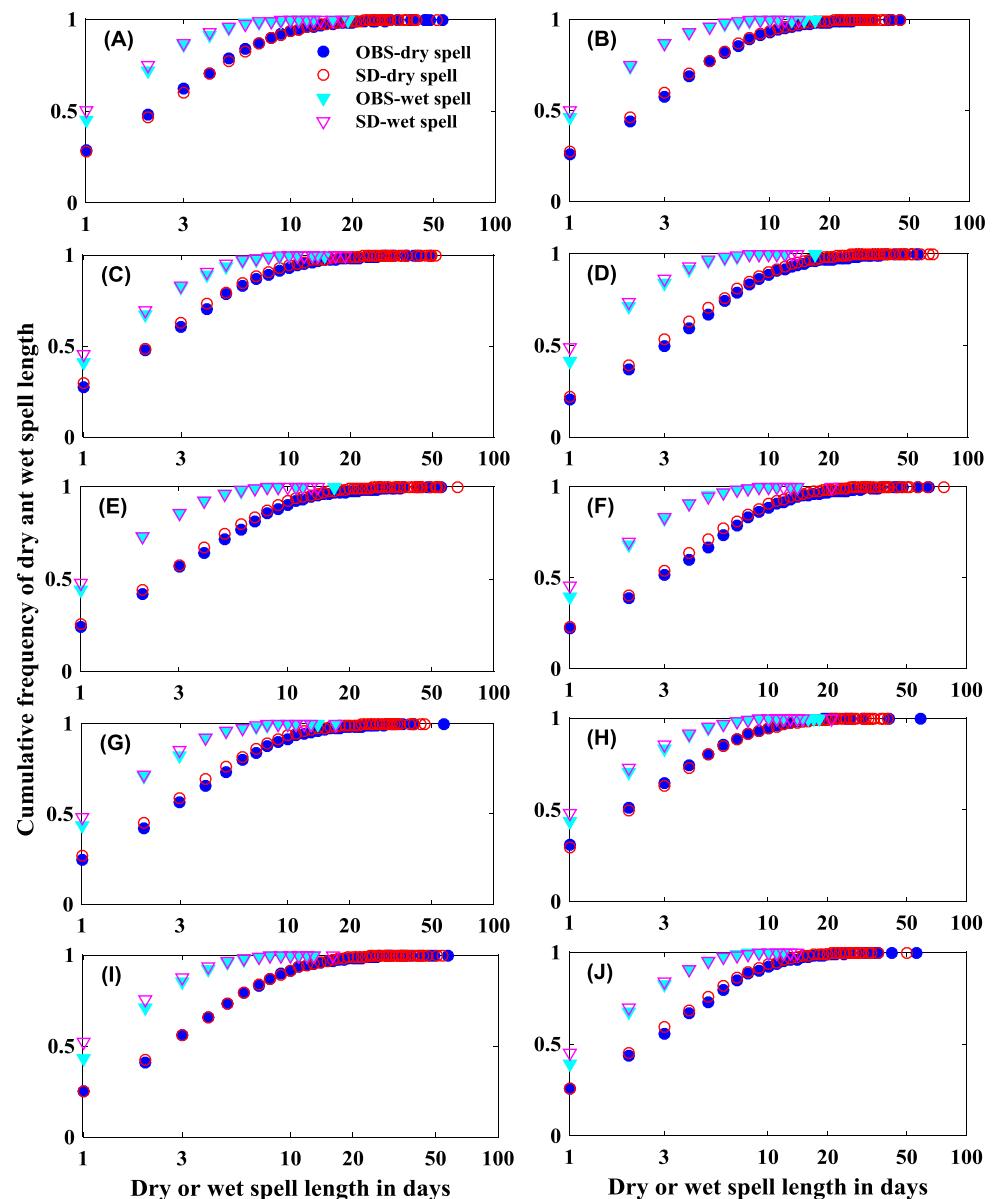 (A)
OBS-dry spell
SD-dry spell
OBS-wet spell
SD-wet spell
1
0.5
0
1 3 10 20 50 100
(B)
1
0.5
0
1 3 10 20 50 100
(C)
1
0.5
0
1 3 10 20 50 100
(D)
1
0.5
0
1 3 10 20 50 100
Cumulative frequency of dry ant wet spell length
(E)
1
0.5
0
1 3 10 20 50 100
(F)
1
0.5
0
1 3 10 20 50 100
(G)
1
0.5
0
1 3 10 20 50 100
(H)
1
0.5
0
1 3 10 20 50 100
(I)
1
0.5
0
1 3 10 20 50 100
Dry or wet spell length in days
(J)
1
0.5
0
1 3 10 20 50 100
Dry or wet spell length in days